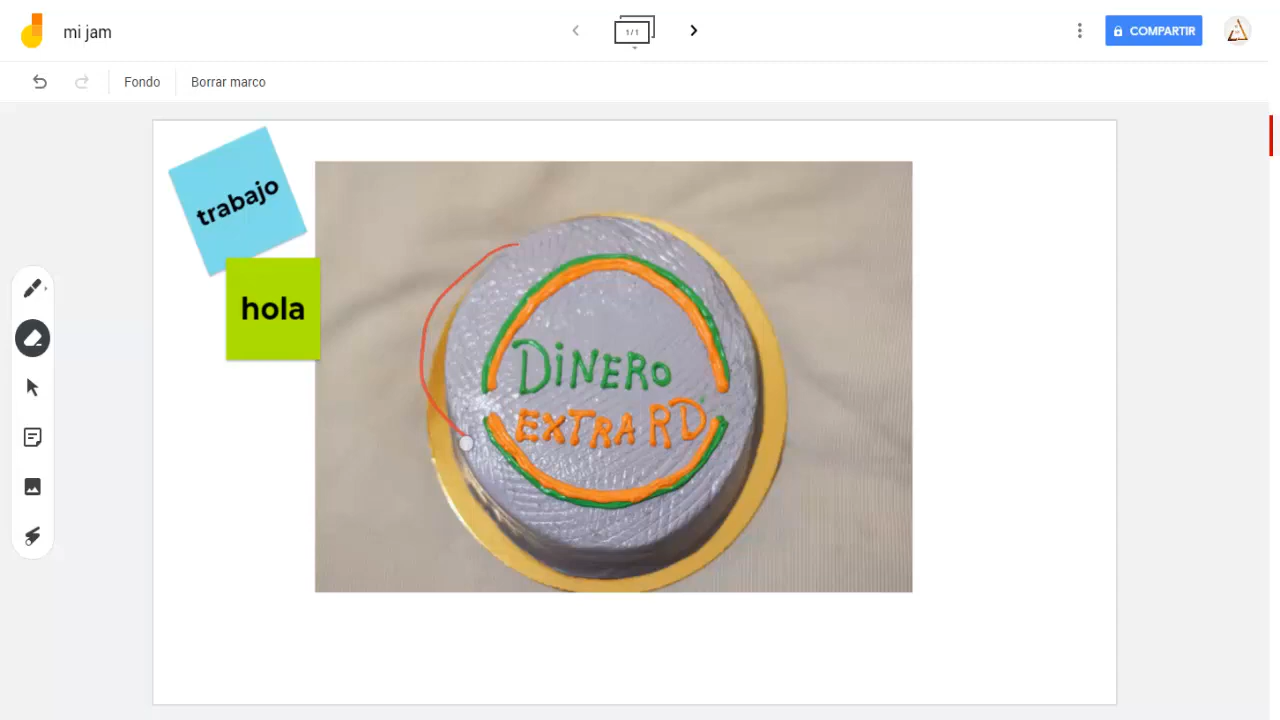 mi jam
1/1
COMPARTIR
Fondo
Borrar marco
trabajo
hola
DiNERO
EXTRA RD